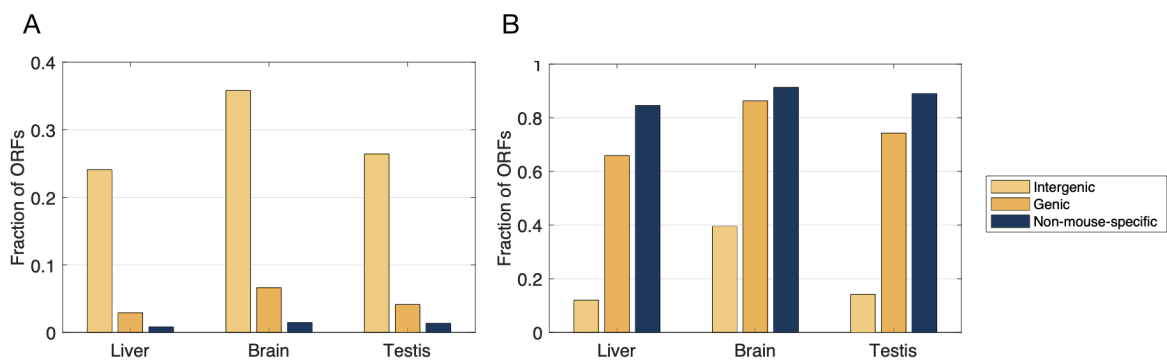 A
Fraction of ORFs
0.4
0.3
0.2
0.1
0
Liver Brain Testis
B
Fraction of ORFs
1
0.8
0.6
0.4
0.2
0
Liver Brain Testis
Intergenic
Genic
Non-mouse-specific